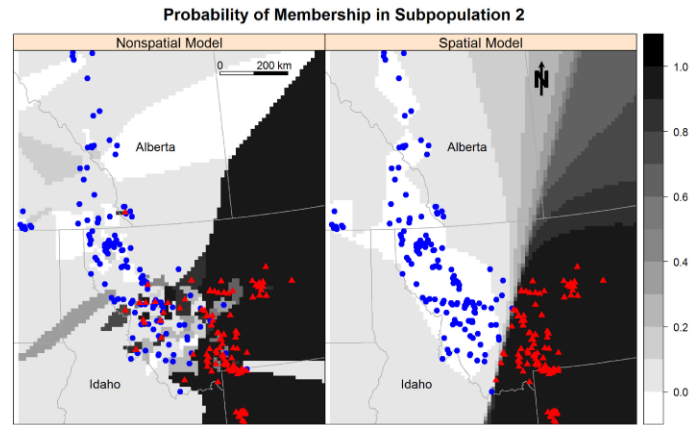 Probability of Membership in Subpopulation 2
Nonspatial Model
Spatial Model
0 200 km
N
Alberta
Alberta
Idaho
Idaho
1.0
0.8
0.6
0.4
0.2
0.0